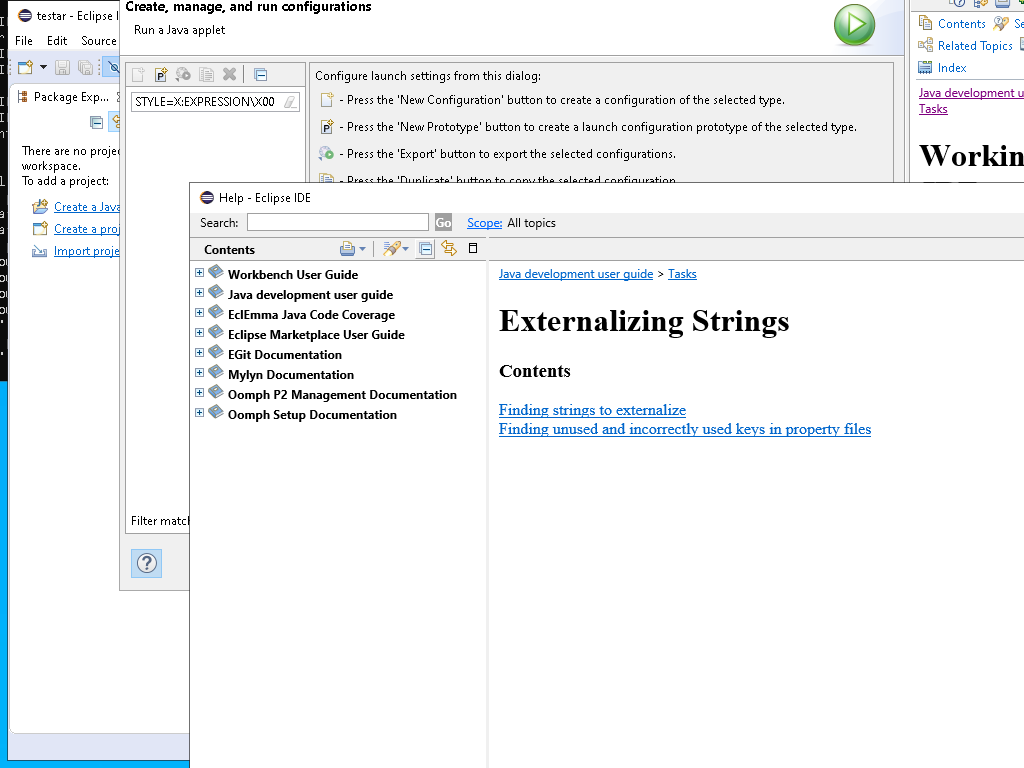 testar - Eclipse I
File Edit Source
Package Exp...
There are no projec
workspace.
To add a project:
Create a Java
Create a proj
Import proje
Create, manage, and run configurations
Run a Java applet
STYLE=X:EXPRESSION\X00
Filter match
Configure launch settings from this dialog:
- Press the 'New Configuration' button to create a configuration of the selected type.
- Press the 'New Prototype' button to create a launch configuration prototype of the selected type.
- Press the 'Export' button to export the selected configurations.
- Press the 'Duplicate' button to copy the selected configuration.
Contents Se
Related Topics
Index
Java development u
Tasks
Workin
Help - Eclipse IDE
Search: Go Scope: All topics
Contents
Workbench User Guide
Java development user guide
EclEmma Java Code Coverage
Eclipse Marketplace User Guide
EGit Documentation
Mylyn Documentation
Oomph P2 Management Documentation
Oomph Setup Documentation
Java development user guide > Tasks
Externalizing Strings
Contents
Finding strings to externalize
Finding unused and incorrectly used keys in property files